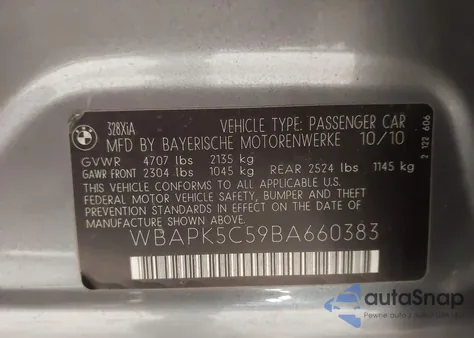 328XiA VEHICLE TYPE: PASSENGER CAR
MFD BY BAYERISCHE MOTORENWERKE 10/10
GVWR 4707 lbs 2135 kg
GAWR FRONT 2304 lbs 1045 kg REAR 2524 lbs 1145 kg
THIS VEHICLE CONFORMS TO ALL APPLICABLE U.S.
FEDERAL MOTOR VEHICLE SAFETY, BUMPER AND THEFT
PREVENTION STANDARDS IN EFFECT ON THE DATE OF
MANUFACTURE SHOWN ABOVE.
WBAPK5C59BA660383
2 122 606
autoSnap
Pewne auto z